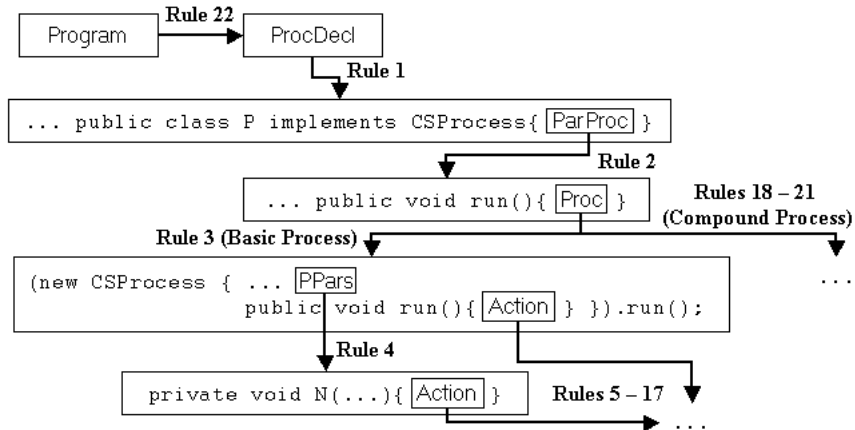 Program
Rule 22
ProcDecl
Rule 1
... public class P implements CSProcess{ ParProc }
Rule 2
... public void run(){ Proc }
Rules 18 – 21
(Compound Process)
Rule 3 (Basic Process)
(new CSProcess { ... PPars
public void run(){ Action } }).run();
...
Rule 4
private void N(...){ Action }
Rules 5 – 17
...